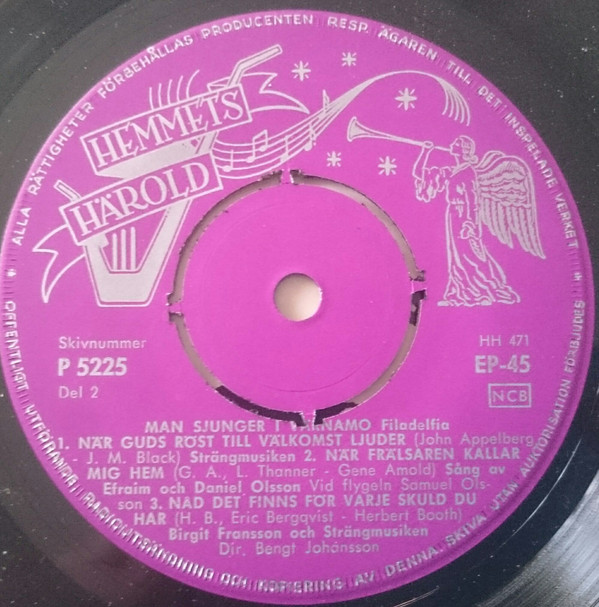 ALLA RÄTTIGHETER FÖRBEHÅLLAS PRODUCENTEN RESP. ÄGAREN TILL DET INSPELADE VERKET
OFFENTLIGT UTFÖRANDE, RADIOUTSÄNDNING OCH KOPIERING AV DENNA SKIVA UTAN AUKTORISATION FÖRBJUDES
HEMMETS
HÄROLD
Skivnummer
P 5225
Del 2
HH 471
EP-45
NCB
MAN SJUNGER I VÄRNAMO Filadelfia
1. NÄR GUDS RÖST TILL VÄLKOMST LJUDER (John Appelberg
- J. M. Black) Strängmusiken 2. NÄR FRÄLSAREN KALLAR
MIG HEM (G. A., L. Thanner - Gene Arnold) Sång av
Efraim och Daniel Olsson Vid flygeln Samuel Ols-
son 3. NÅD DET FINNS FÖR VARJE SKULD DU
HAR (H. B., Eric Bergqvist - Herbert Booth)
Birgit Fransson och Strängmusiken
Dir. Bengt Johansson